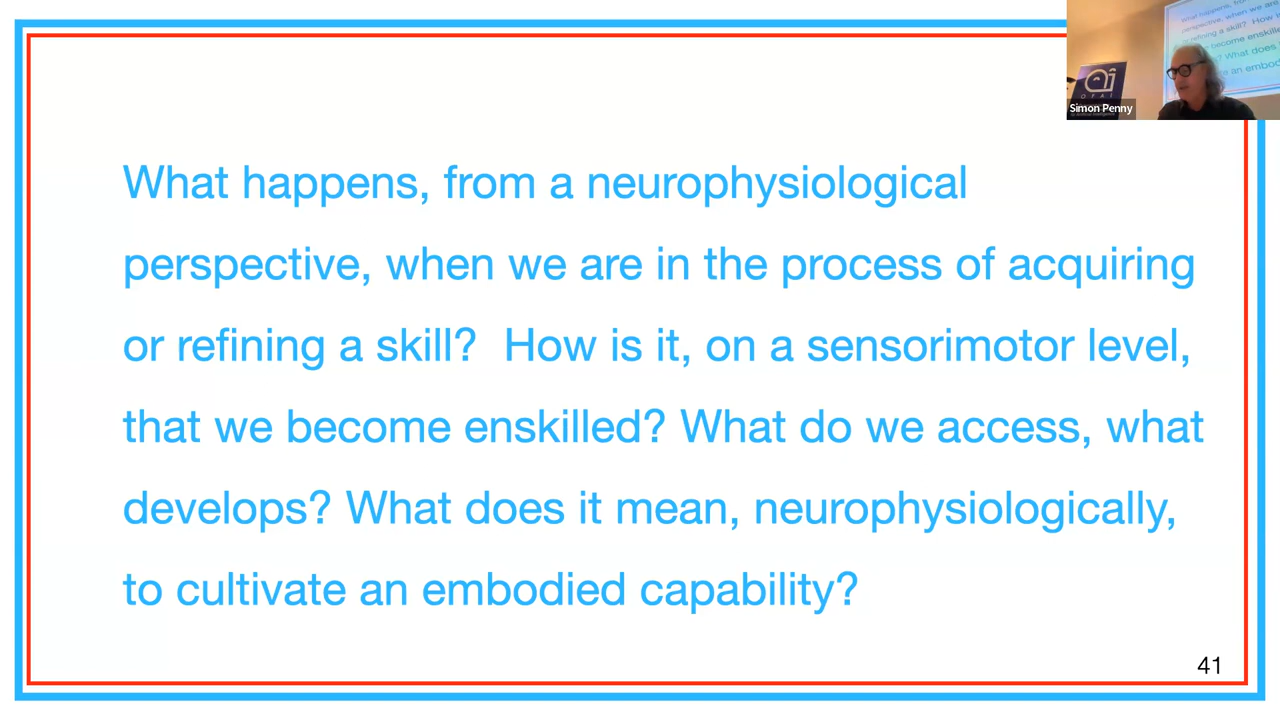 What happens, from a neurophysiological
perspective, when we are in the process of acquiring
or refining a skill?  How is it, on a sensorimotor level,
that we become enskilled? What do we access, what
develops? What does it mean, neurophysiologically,
to cultivate an embodied capability?
41
Simon Penny